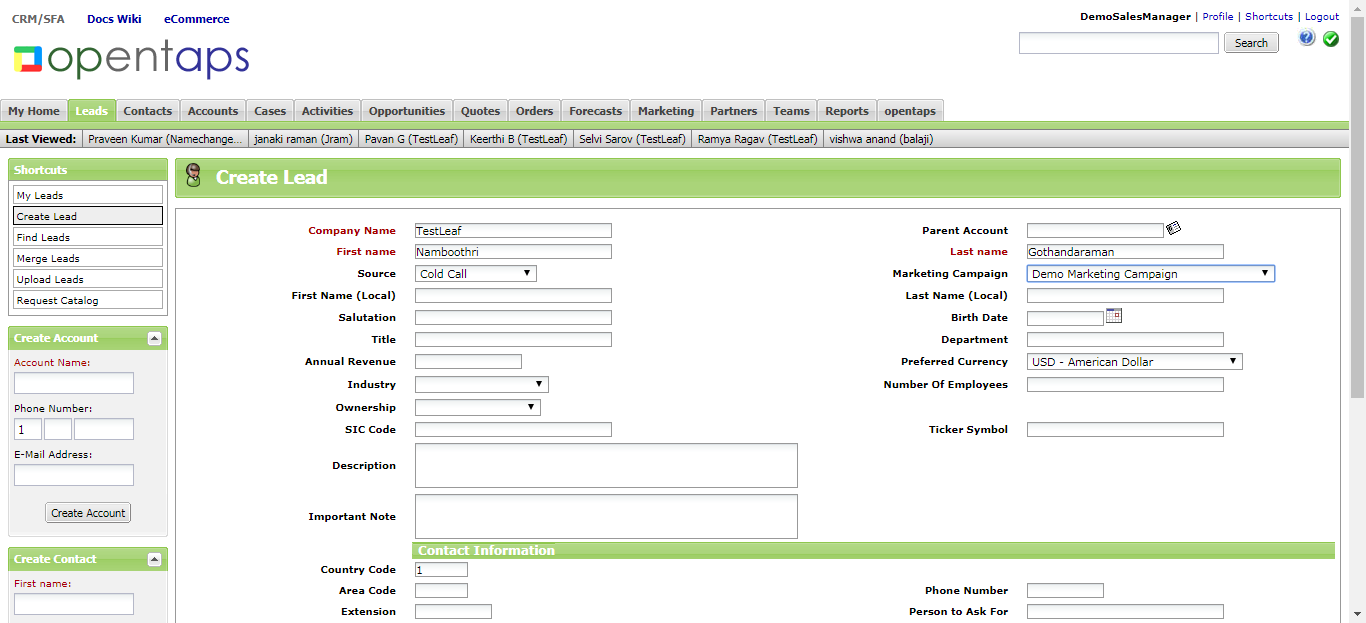 CRM/SFA Docs Wiki eCommerce
DemoSalesManager | Profile | Shortcuts | Logout
opentaps
Search
My Home Leads Contacts Accounts Cases Activities Opportunities Quotes Orders Forecasts Marketing Partners Teams Reports opentaps
Last Viewed: Praveen Kumar (Namechange... janaki raman (Jram) Pavan G (TestLeaf) Keerthi B (TestLeaf) Selvi Sarov (TestLeaf) Ramya Ragav (TestLeaf) vishwa anand (balaji)
Shortcuts
My Leads
Create Lead
Find Leads
Merge Leads
Upload Leads
Request Catalog
Create Account
Account Name:
Phone Number:
1
E-Mail Address:
Create Account
Create Contact
First name:
Create Lead
Company Name TestLeaf Parent Account
First name Namboothri Last name Gothandaraman
Source Cold Call Marketing Campaign Demo Marketing Campaign
First Name (Local) Last Name (Local)
Salutation Birth Date
Title Department
Annual Revenue Preferred Currency USD - American Dollar
Industry Number Of Employees
Ownership
SIC Code Ticker Symbol
Description
Important Note
Contact Information
Country Code 1
Area Code Phone Number
Extension Person to Ask For